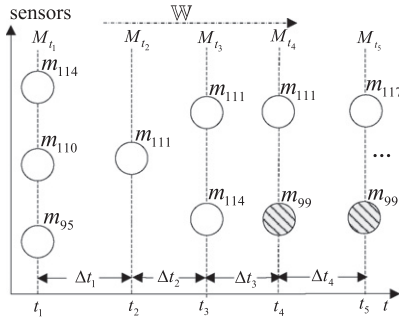 sensors 𝕎
M_{t_1} M_{t_2} M_{t_3} M_{t_4} M_{t_5}
m_{114} m_{111} m_{111} m_{117}
m_{110} m_{111} ...
m_{95} m_{114} m_{99} m_{99}
Δt_1 Δt_2 Δt_3 Δt_4
t_1 t_2 t_3 t_4 t_5 t